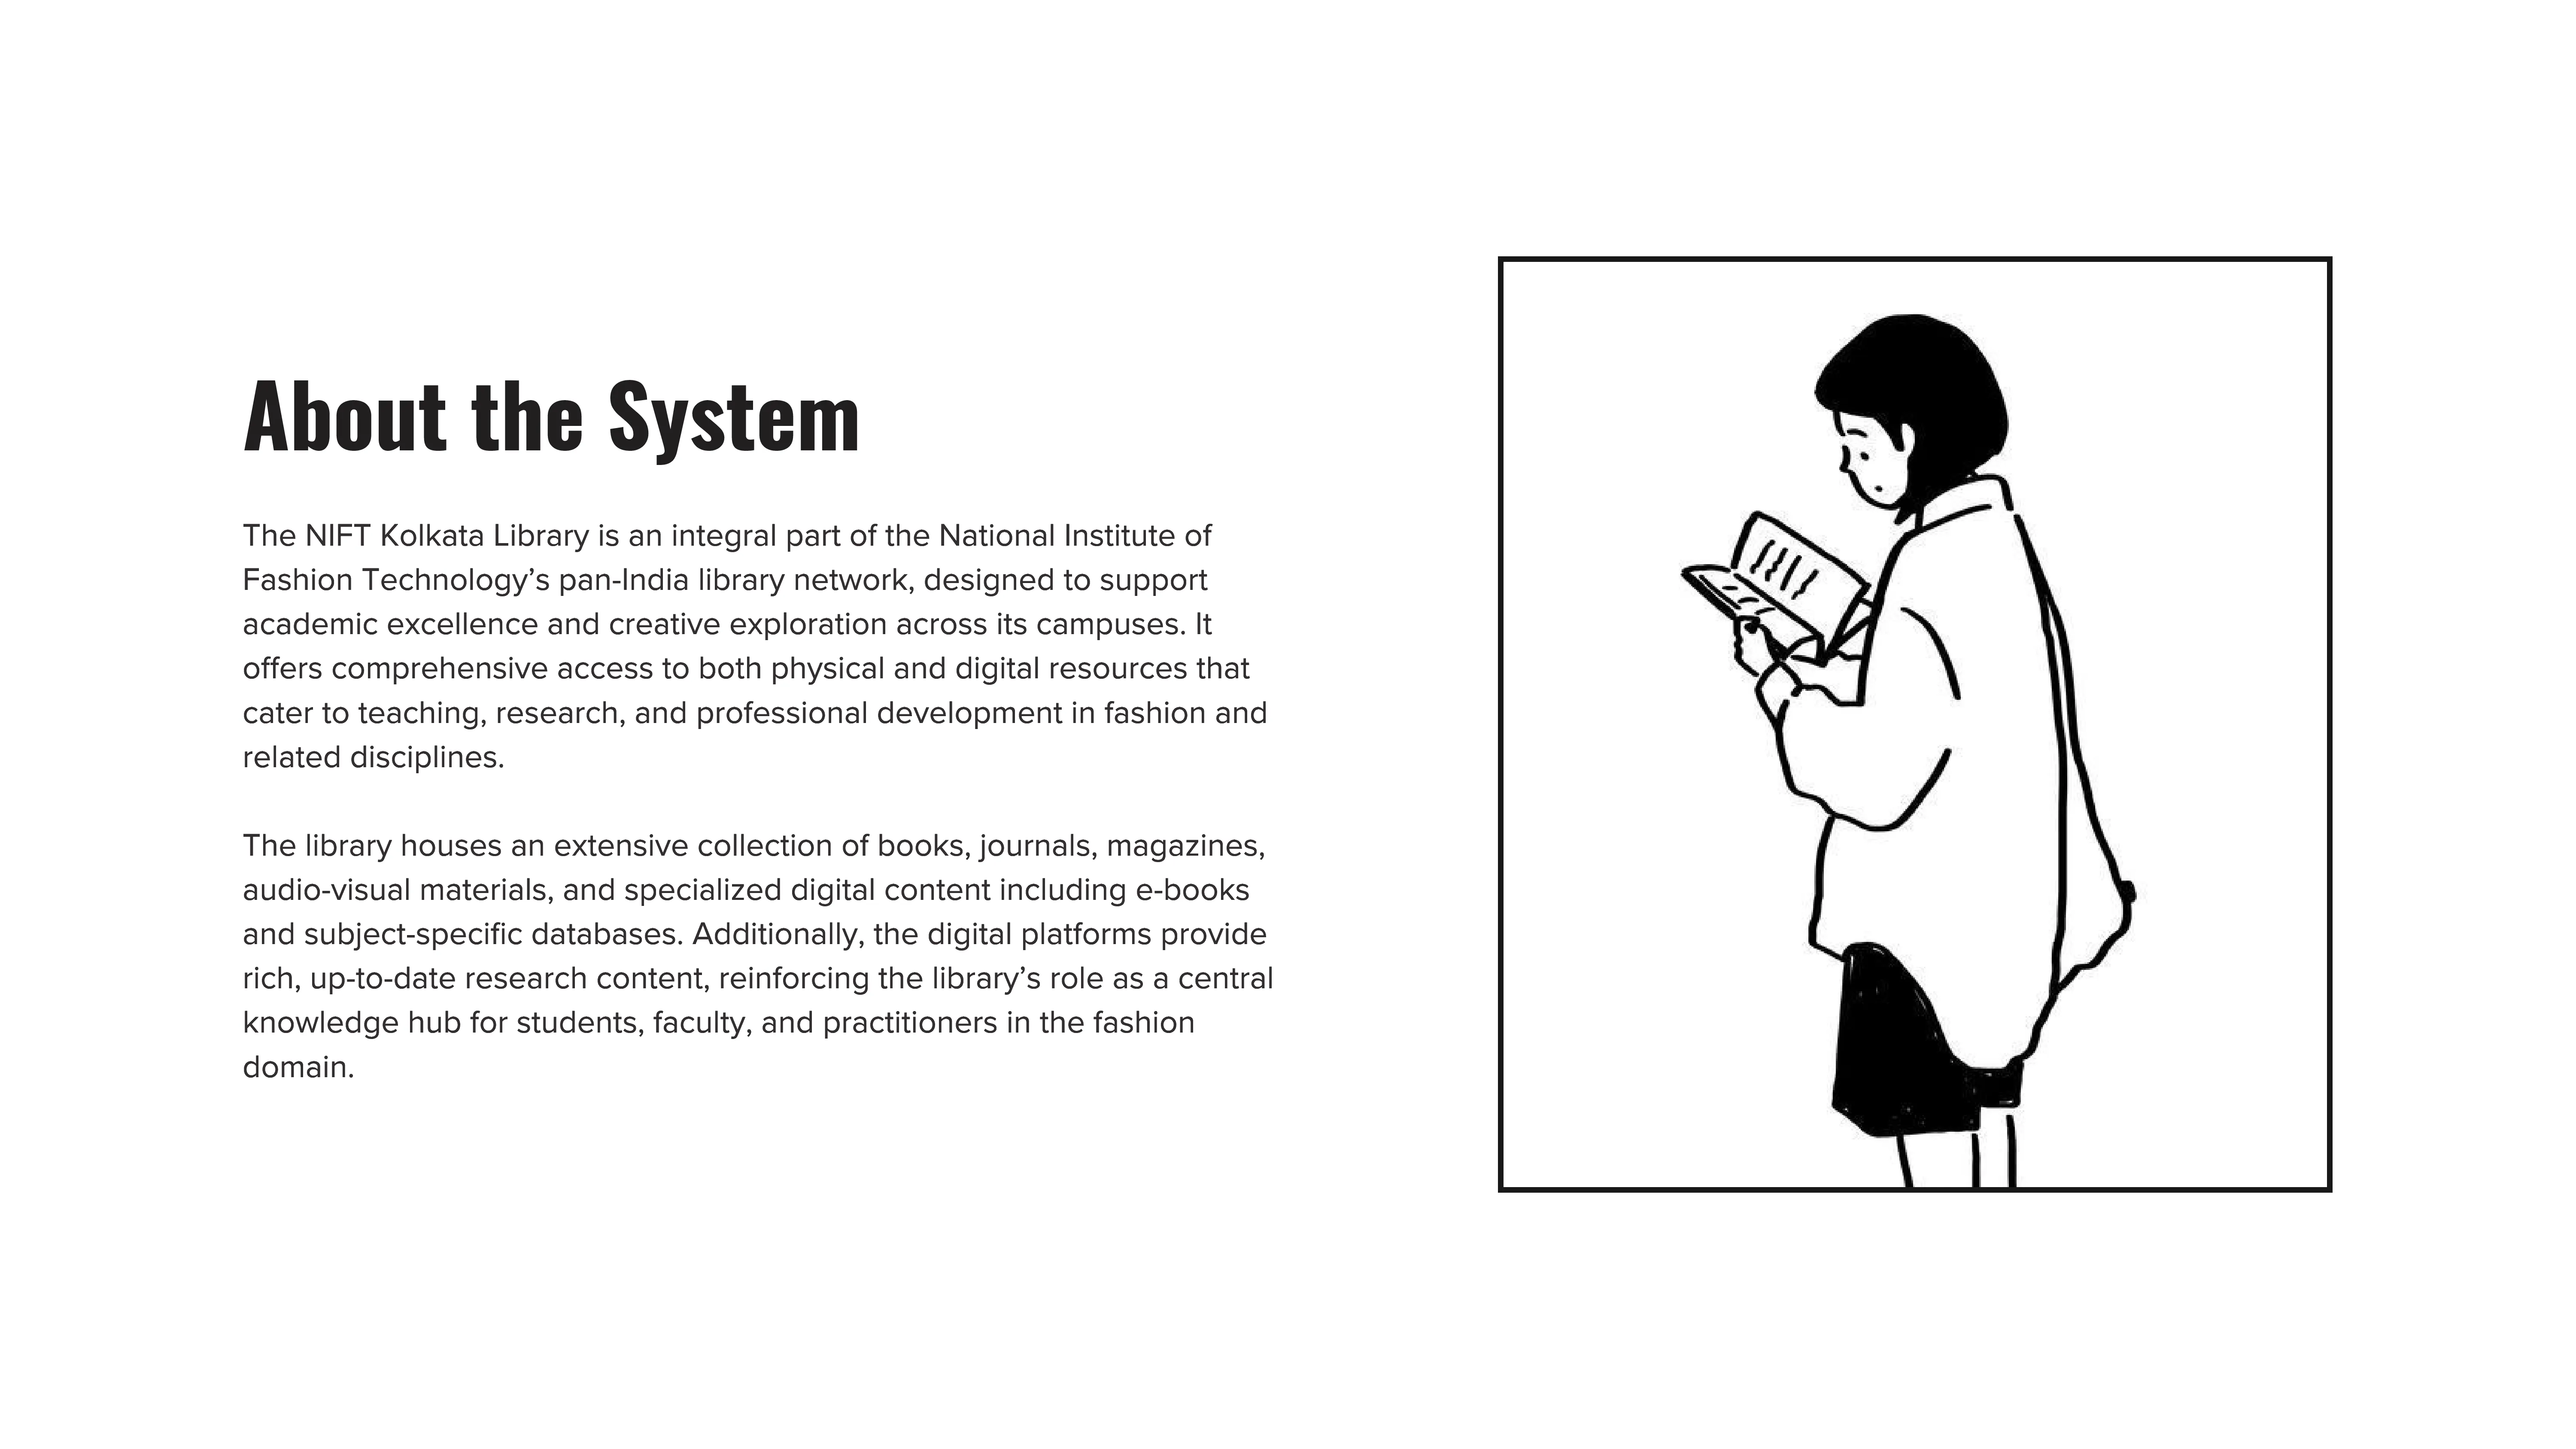 About the System
The NIFT Kolkata Library is an integral part of the National Institute of
Fashion Technology’s pan-India library network, designed to support
academic excellence and creative exploration across its campuses. It
offers comprehensive access to both physical and digital resources that
cater to teaching, research, and professional development in fashion and
related disciplines.
The library houses an extensive collection of books, journals, magazines,
audio-visual materials, and specialized digital content including e-books
and subject-specific databases. Additionally, the digital platforms provide
rich, up-to-date research content, reinforcing the library’s role as a central
knowledge hub for students, faculty, and practitioners in the fashion
domain.